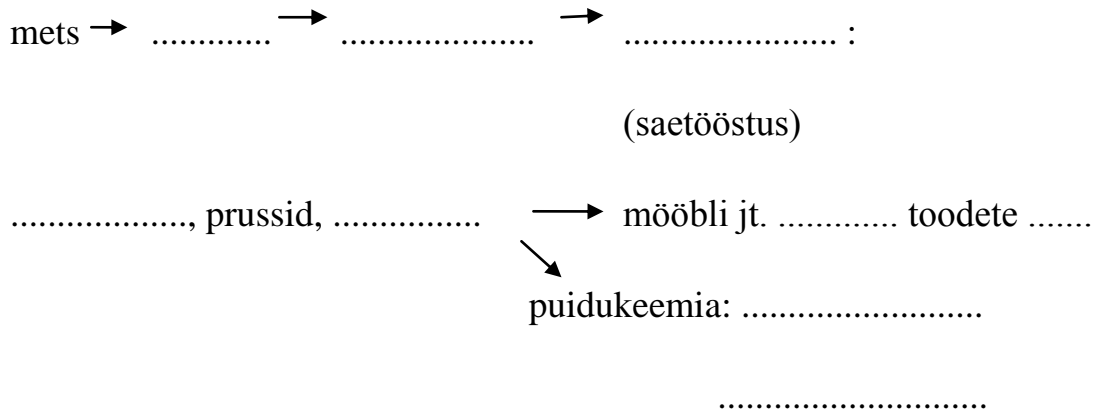 mets → ............. → ..................... → ....................... :
(saetööstus)
..................., prussid, ................ → mööbli jt. ............. toodete .......
puidukeemia: ..........................
.............................